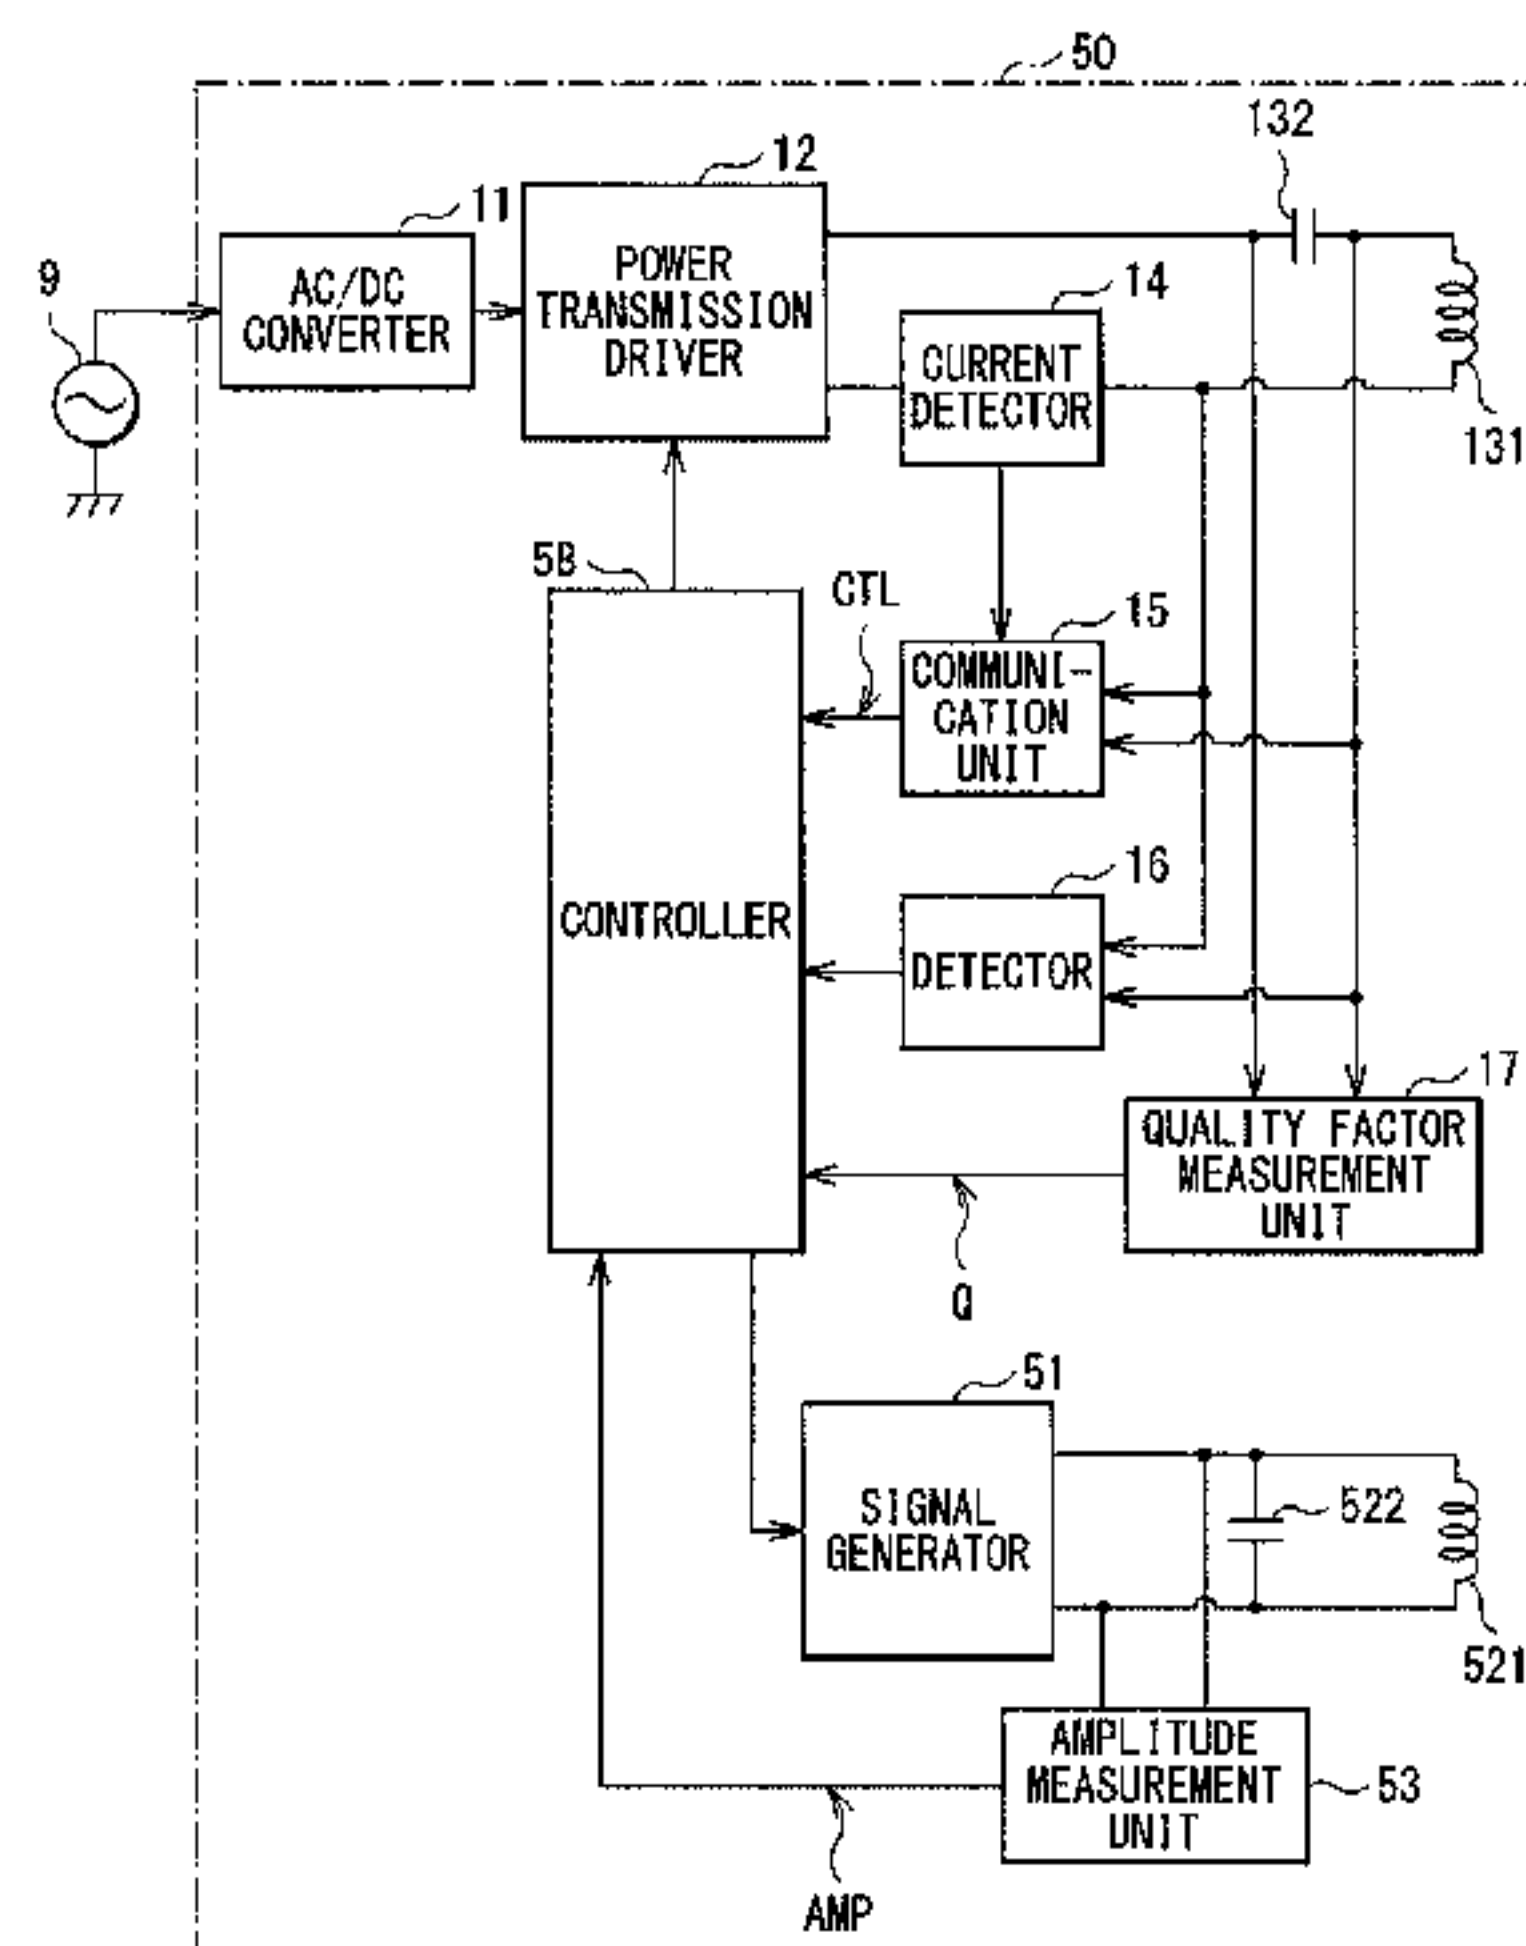 50
132
12
11
POWER
TRANSMISSION
DRIVER
9
AC/DC
CONVERTER
14
CURRENT
DETECTOR
131
5B
CTL
15
COMMUNI-
CATION
UNIT
16
CONTROLLER
DETECTOR
17
QUALITY FACTOR
MEASUREMENT
UNIT
Q
51
SIGNAL
GENERATOR
522
521
AMPLITUDE
MEASUREMENT
UNIT
53
AMP